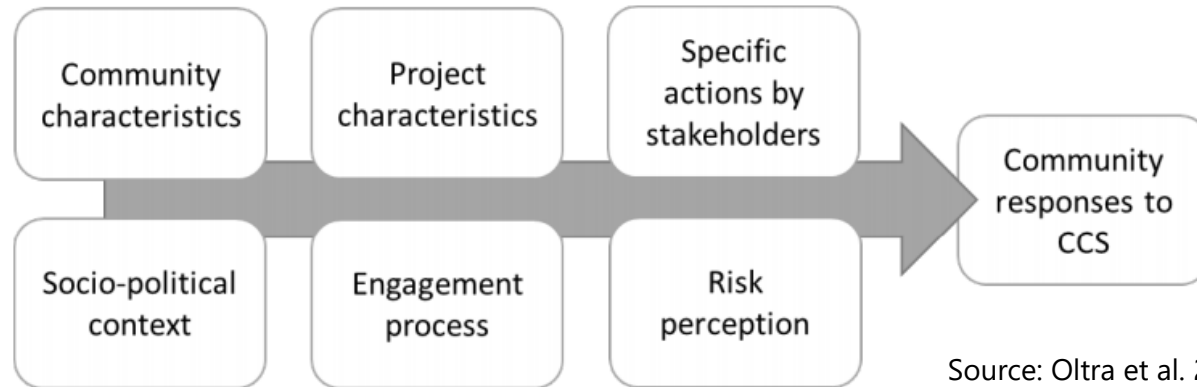 Community
characteristics
Project
characteristics
Specific
actions by
stakeholders
Socio-political
context
Engagement
process
Risk
perception
Community
responses to
CCS
Source: Oltra et al.